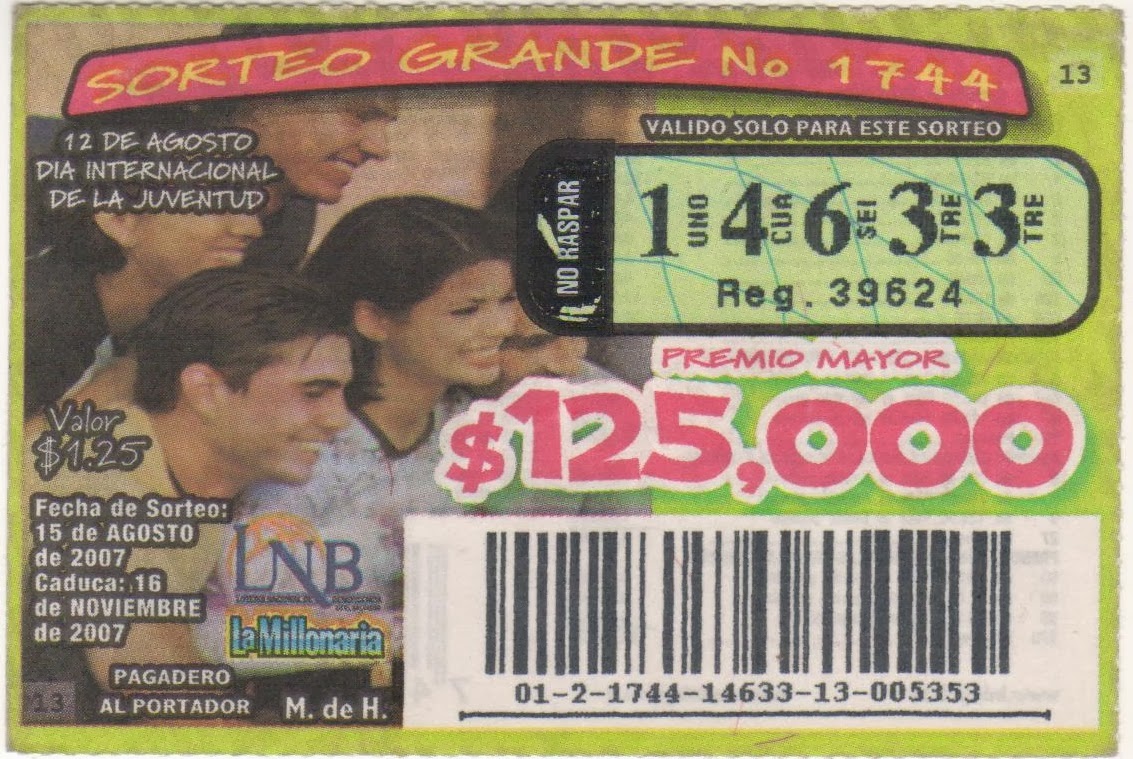 SORTEO GRANDE No 1744
13
12 DE AGOSTO
DIA INTERNACIONAL
DE LA JUVENTUD
VALIDO SOLO PARA ESTE SORTEO
NO RASPAR
1 UNO 4 CUA 6 SEI 3 TRE 3 TRE
Reg. 39624
PREMIO MAYOR
$125,000
Valor
$1.25
Fecha de Sorteo:
15 de AGOSTO
de 2007
Caduca: 16
de NOVIEMBRE
de 2007
LNB
La Millonaria
PAGADERO
AL PORTADOR
M. de H.
13
01-2-1744-14633-13-005353